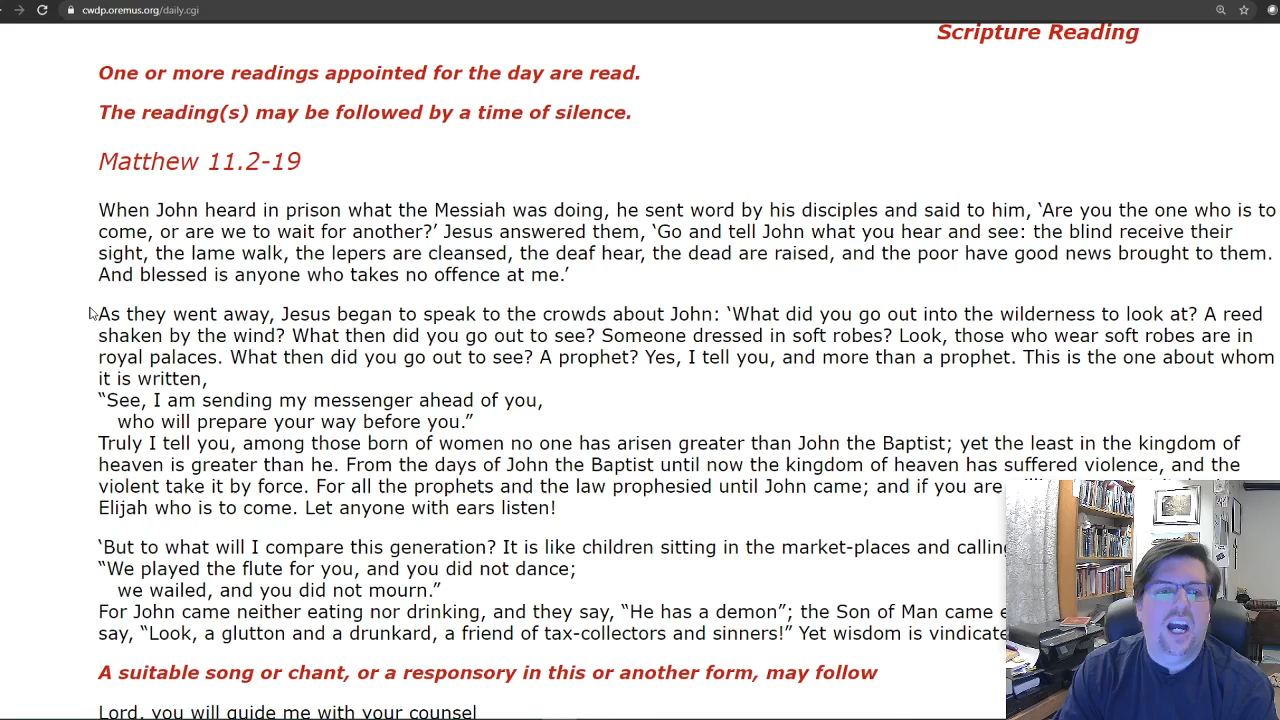 cwdp.oremus.org/daily.cgi
Scripture Reading
One or more readings appointed for the day are read.
The reading(s) may be followed by a time of silence.
Matthew 11.2-19
When John heard in prison what the Messiah was doing, he sent word by his disciples and said to him, ‘Are you the one who is to
come, or are we to wait for another?’ Jesus answered them, ‘Go and tell John what you hear and see: the blind receive their
sight, the lame walk, the lepers are cleansed, the deaf hear, the dead are raised, and the poor have good news brought to them.
And blessed is anyone who takes no offence at me.’
As they went away, Jesus began to speak to the crowds about John: ‘What did you go out into the wilderness to look at? A reed
shaken by the wind? What then did you go out to see? Someone dressed in soft robes? Look, those who wear soft robes are in
royal palaces. What then did you go out to see? A prophet? Yes, I tell you, and more than a prophet. This is the one about whom
it is written,
“See, I am sending my messenger ahead of you,
who will prepare your way before you.”
Truly I tell you, among those born of women no one has arisen greater than John the Baptist; yet the least in the kingdom of
heaven is greater than he. From the days of John the Baptist until now the kingdom of heaven has suffered violence, and the
violent take it by force. For all the prophets and the law prophesied until John came; and if you are
Elijah who is to come. Let anyone with ears listen!
‘But to what will I compare this generation? It is like children sitting in the market-places and calling
“We played the flute for you, and you did not dance;
we wailed, and you did not mourn.”
For John came neither eating nor drinking, and they say, “He has a demon”; the Son of Man came
say, “Look, a glutton and a drunkard, a friend of tax-collectors and sinners!” Yet wisdom is
A suitable song or chant, or a responsory in this or another form, may follow
Lord, you will guide me with your counsel